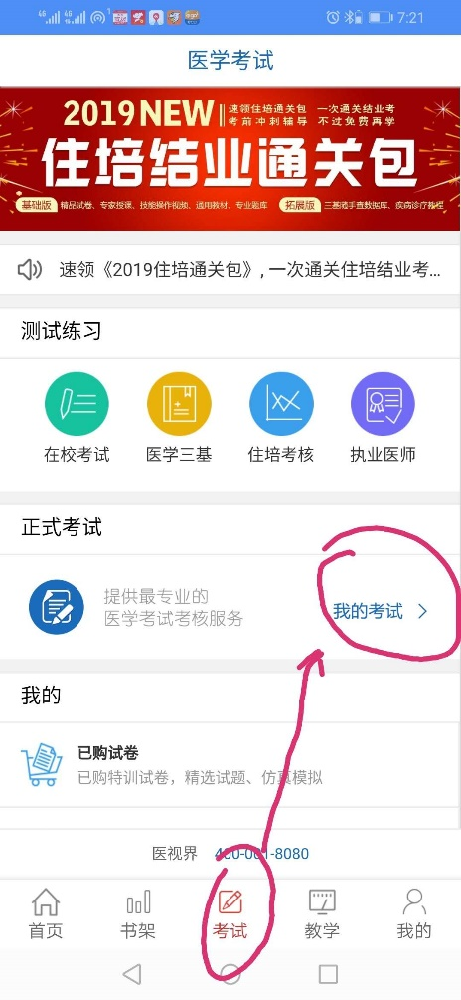 7:21
医学考试
2019 NEW
速领住培通关包 一次通关结业考
考前冲刺辅导 不过免费再学
住培结业通关包
基础版 精品试卷、专家授课、技能操作视频、通用教材、专业题库 拓展版 三基随手查数据库、疾病诊疗教程
速领《2019住培通关包》, 一次通关住培结业考...
测试练习
在校考试 医学三基 住培考核 执业医师
正式考试
提供最专业的
医学考试考核服务
我的考试
我的
已购试卷
已购特训试卷，精选试题、仿真模拟
医视界 400-001-8080
首页 书架 考试 教学 我的